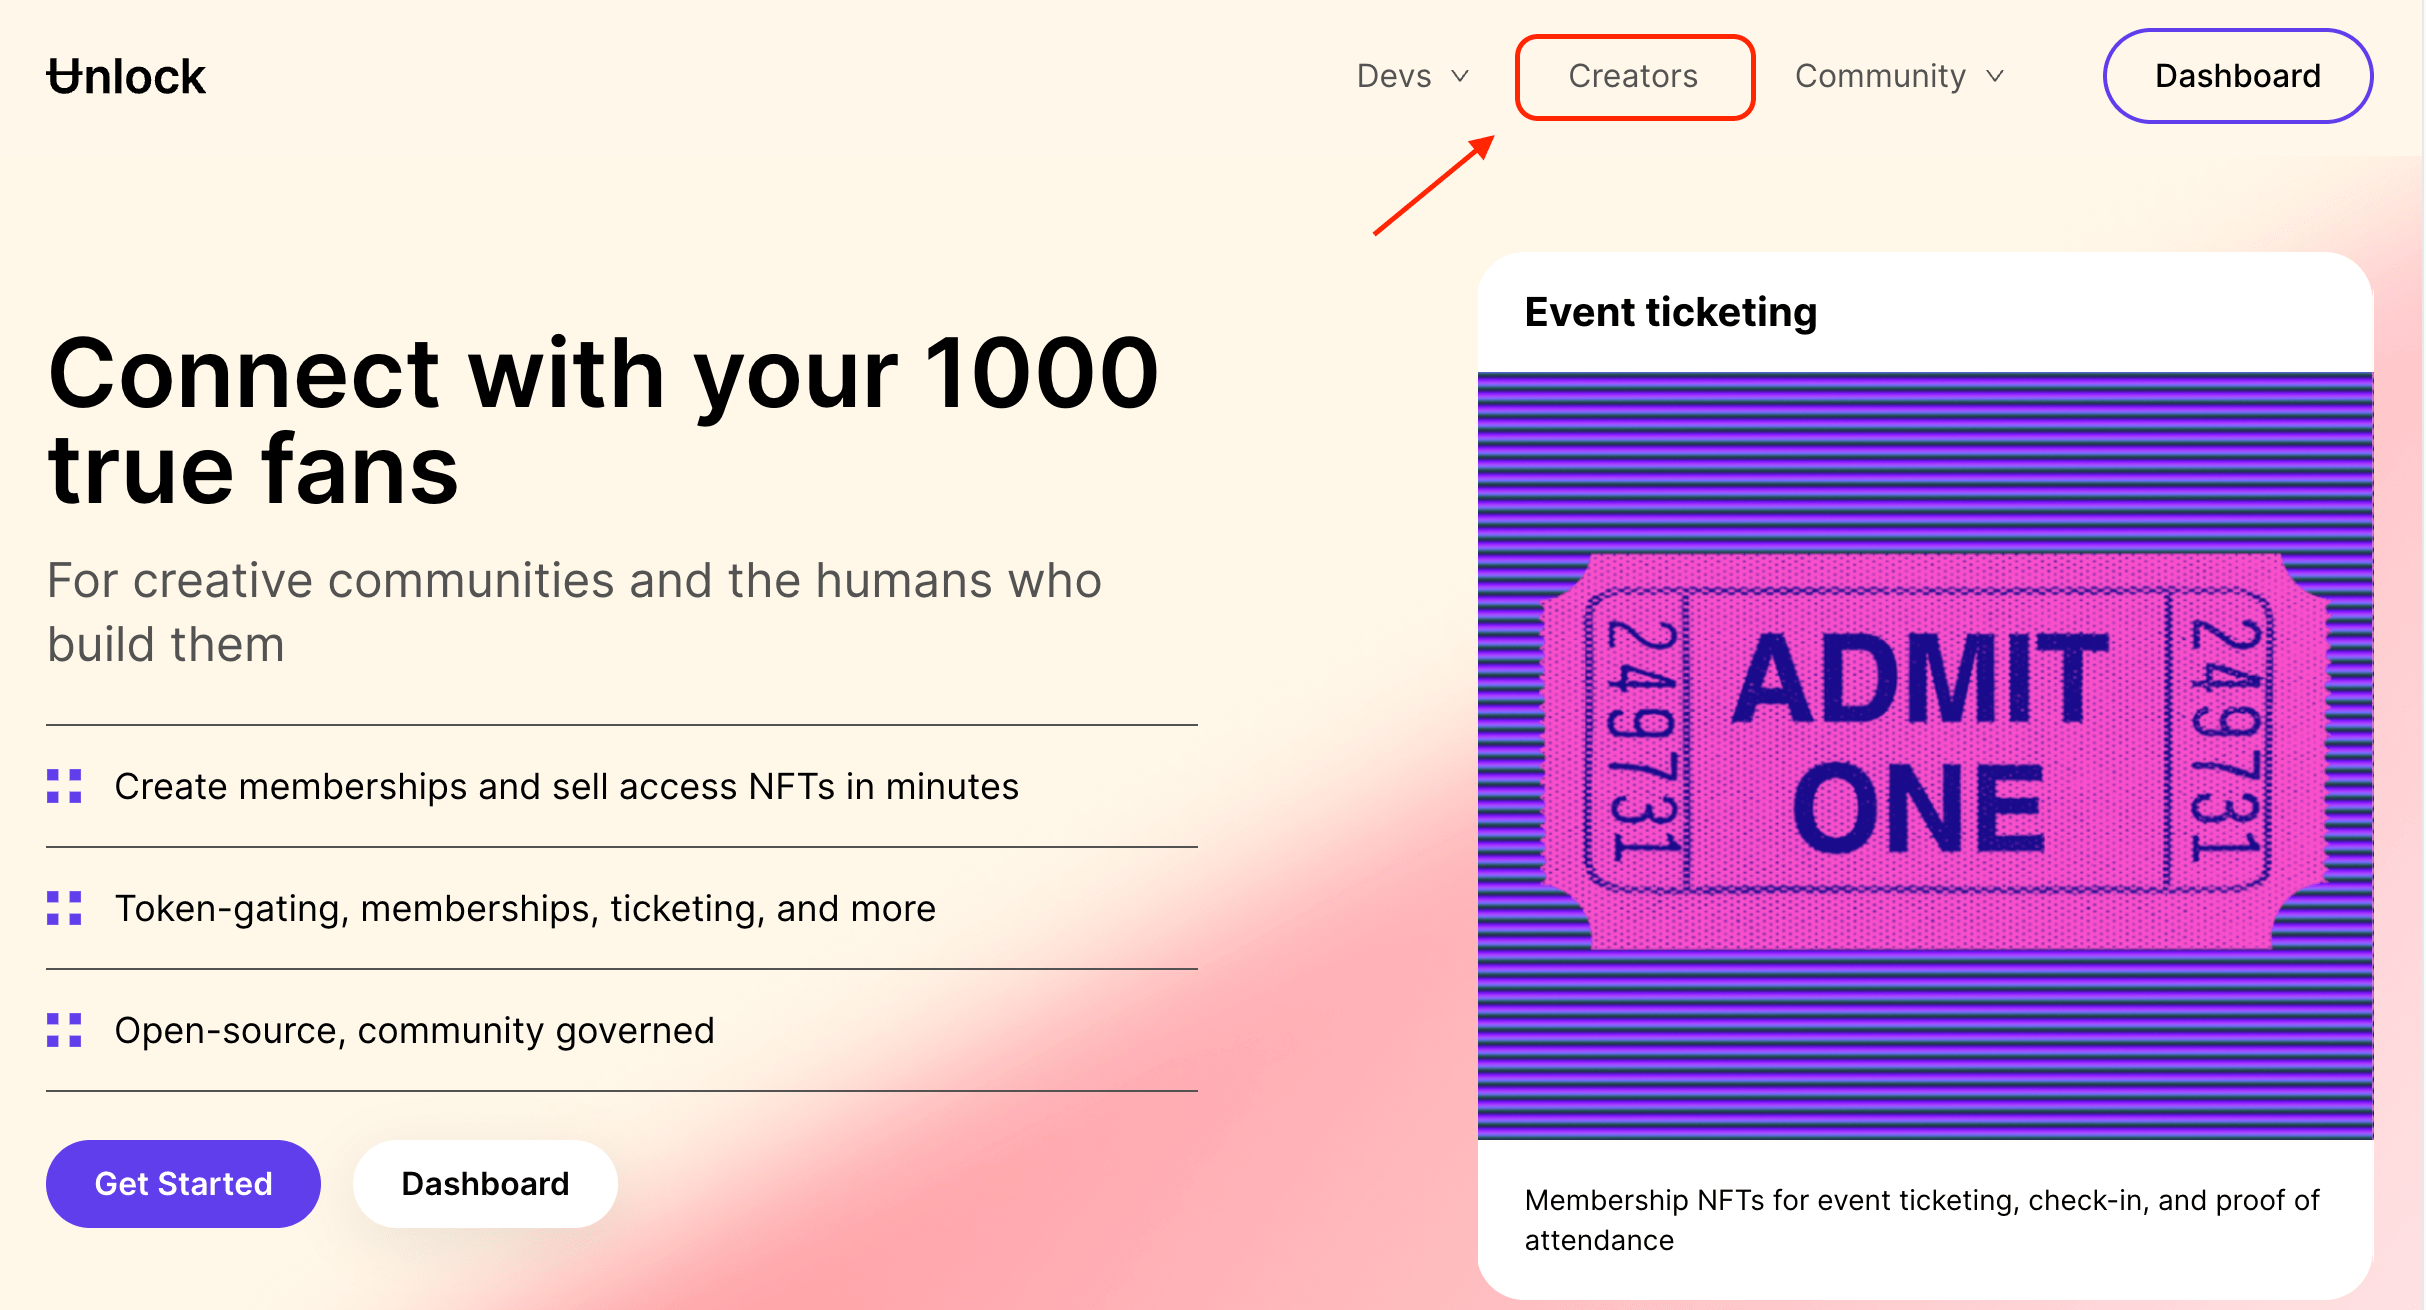 Unlock
Devs
Creators
Community
Dashboard
Connect with your 1000
true fans
For creative communities and the humans who
build them
Create memberships and sell access NFTs in minutes
Token-gating, memberships, ticketing, and more
Open-source, community governed
Get Started
Dashboard
Event ticketing
249731
ADMIT
ONE
249731
Membership NFTs for event ticketing, check-in, and proof of
attendance